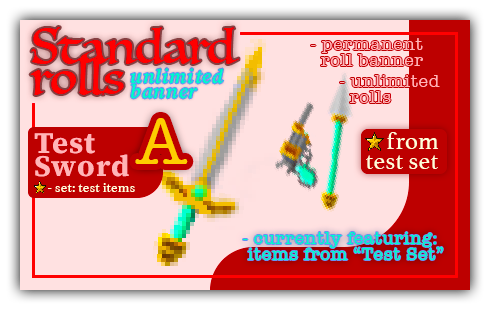 Standard
rolls
unlimited
banner
- permanent
roll banner
- unlimited
rolls
Test
Sword
A
- set: test items
from
test set
- currently featuring:
items from “Test Set”